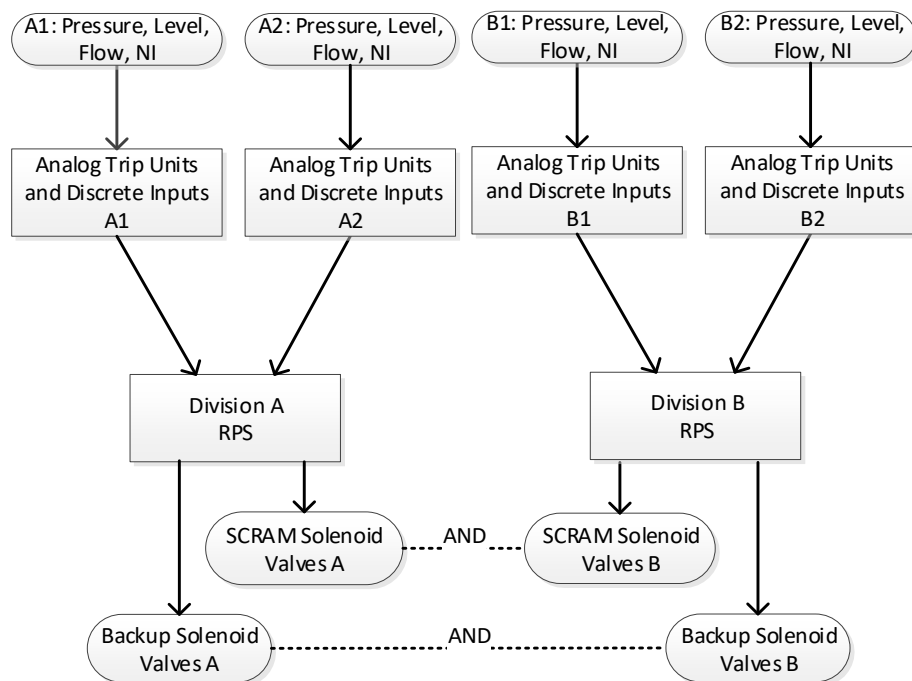 A1: Pressure, Level,
Flow, NI
A2: Pressure, Level,
Flow, NI
B1: Pressure, Level,
Flow, NI
B2: Pressure, Level,
Flow, NI
Analog Trip Units
and Discrete Inputs
A1
Analog Trip Units
and Discrete Inputs
A2
Analog Trip Units
and Discrete Inputs
B1
Analog Trip Units
and Discrete Inputs
B2
Division A
RPS
Division B
RPS
SCRAM Solenoid
Valves A
AND
SCRAM Solenoid
Valves B
Backup Solenoid
Valves A
AND
Backup Solenoid
Valves B